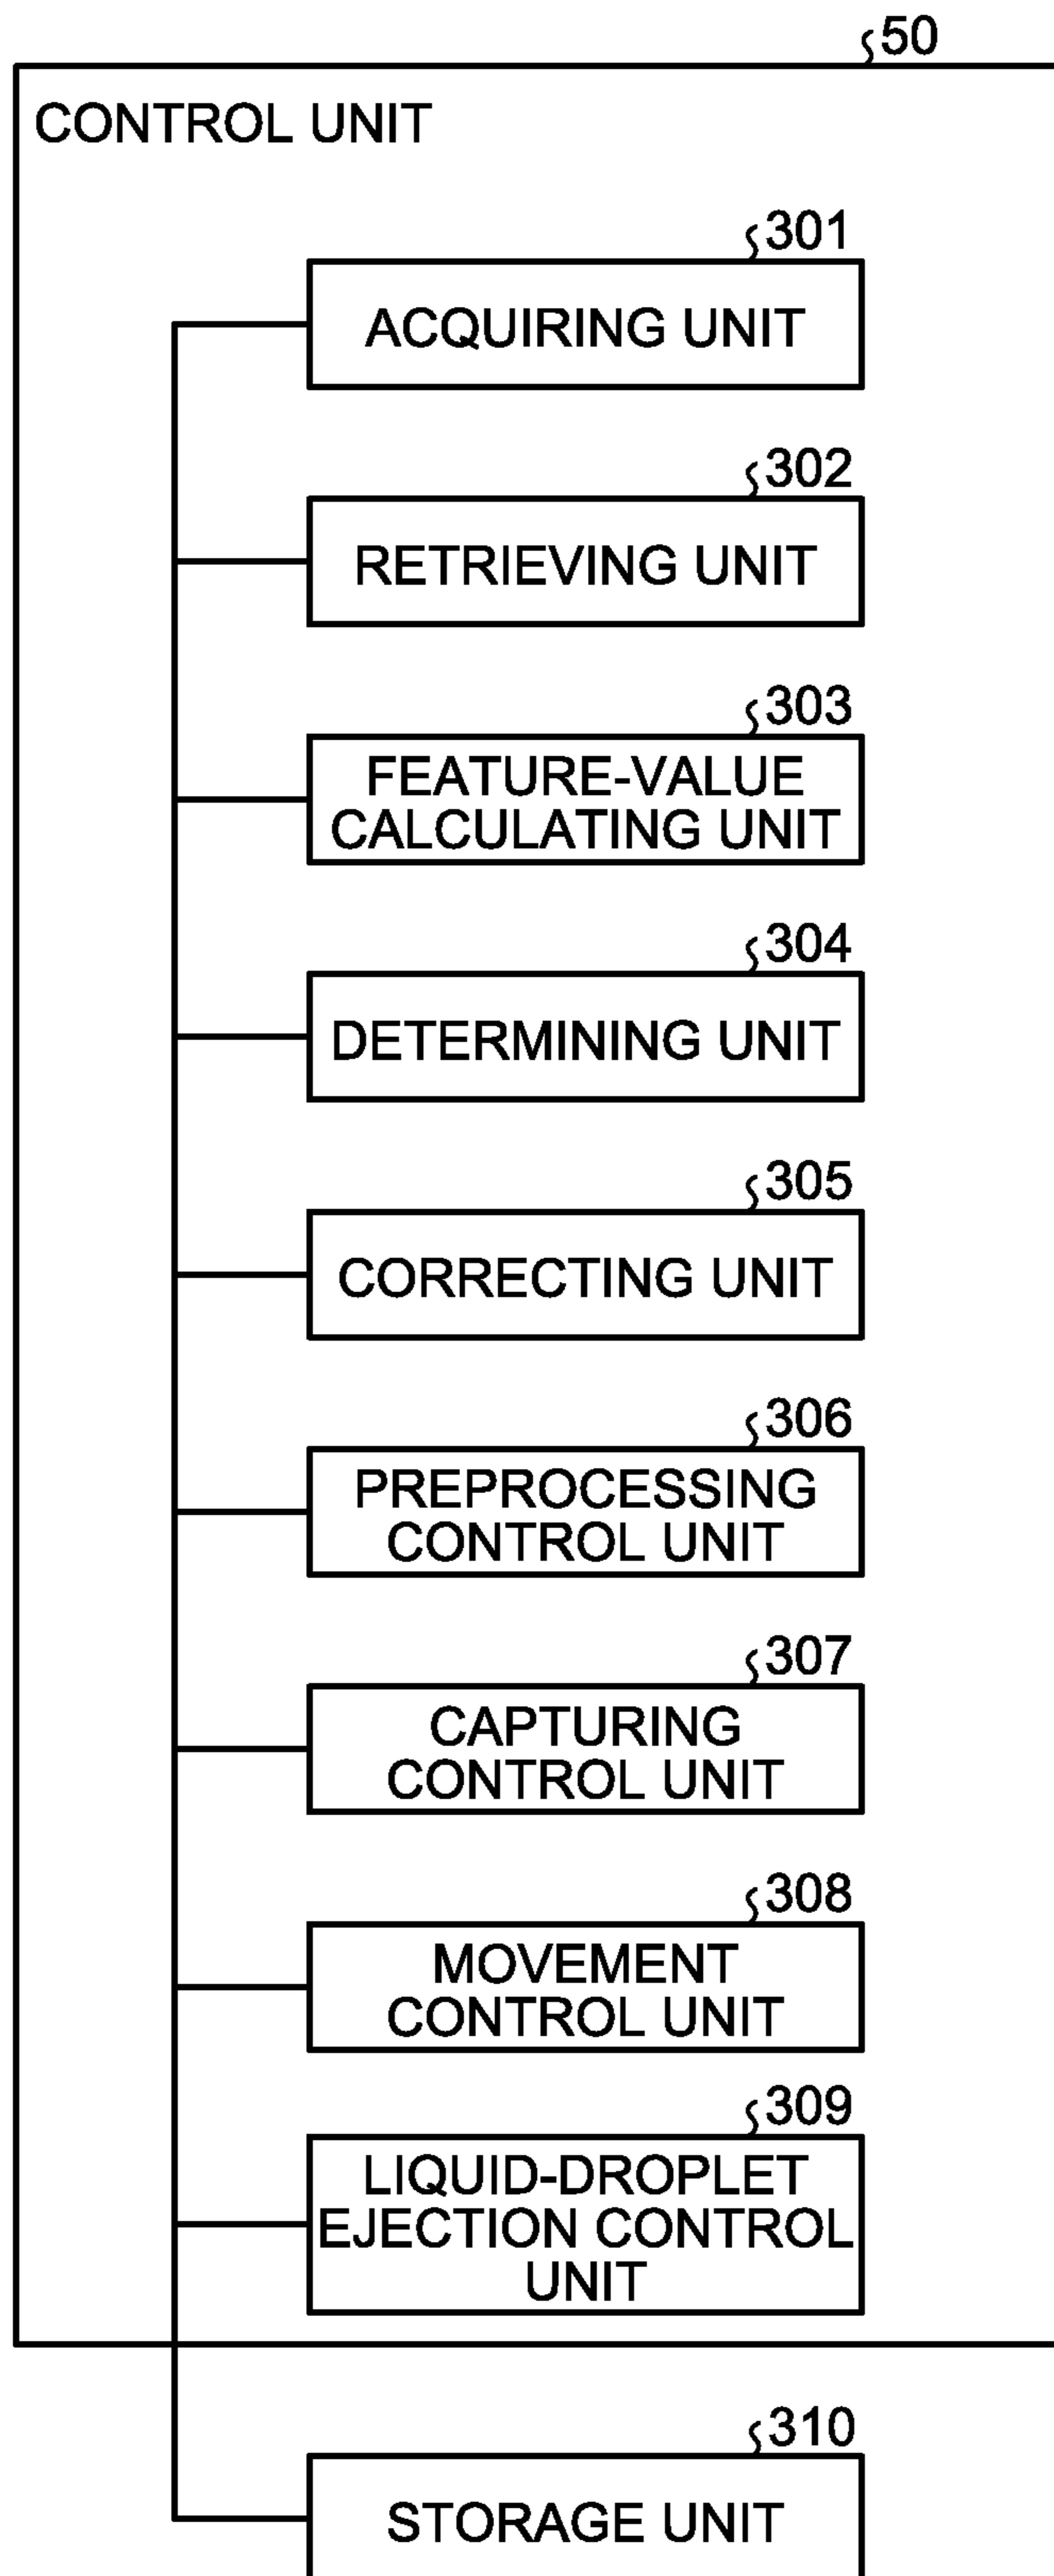 50
CONTROL UNIT
301
ACQUIRING UNIT
302
RETRIEVING UNIT
303
FEATURE-VALUE
CALCULATING UNIT
304
DETERMINING UNIT
305
CORRECTING UNIT
306
PREPROCESSING
CONTROL UNIT
307
CAPTURING
CONTROL UNIT
308
MOVEMENT
CONTROL UNIT
309
LIQUID-DROPLET
EJECTION CONTROL
UNIT
310
STORAGE UNIT